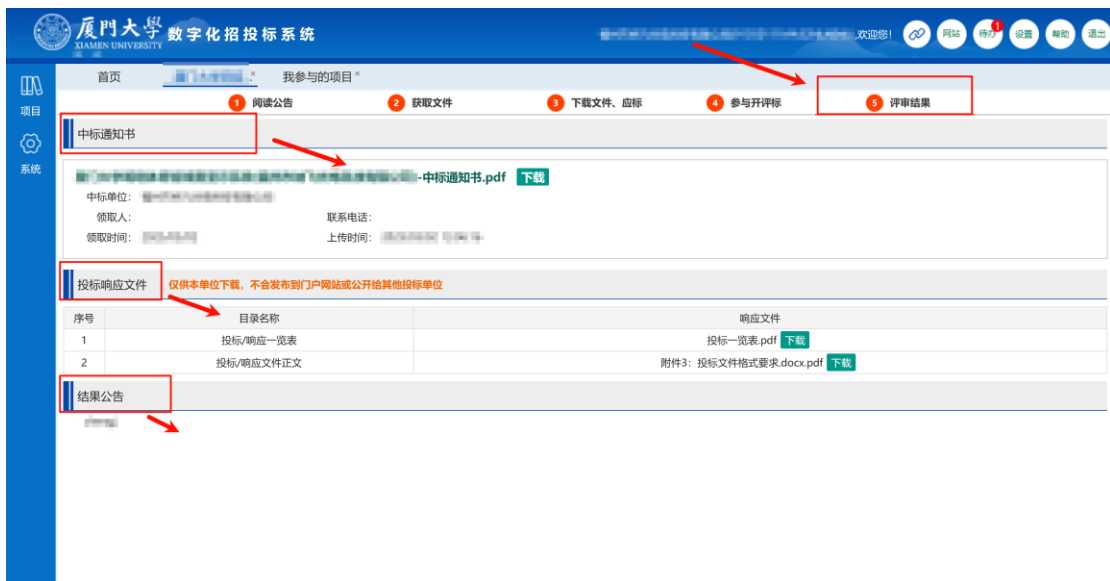 厦門大學 数字化招投标系统
XIAMEN UNIVERSITY
,欢迎您! 网站 待办 1 设置 帮助 退出
项目
系统
首页 × 我参与的项目 ×
1 阅读公告 2 获取文件 3 下载文件、应标 4 参与开评标 5 评审结果
中标通知书
-中标通知书.pdf 下载
中标单位:
领取人: 联系电话:
领取时间: 上传时间:
投标响应文件 仅供本单位下载，不会发布到门户网站或公开给其他投标单位
序号 目录名称 响应文件
1 投标/响应一览表 投标一览表.pdf 下载
2 投标/响应文件正文 附件3：投标文件格式要求.docx.pdf 下载
结果公告